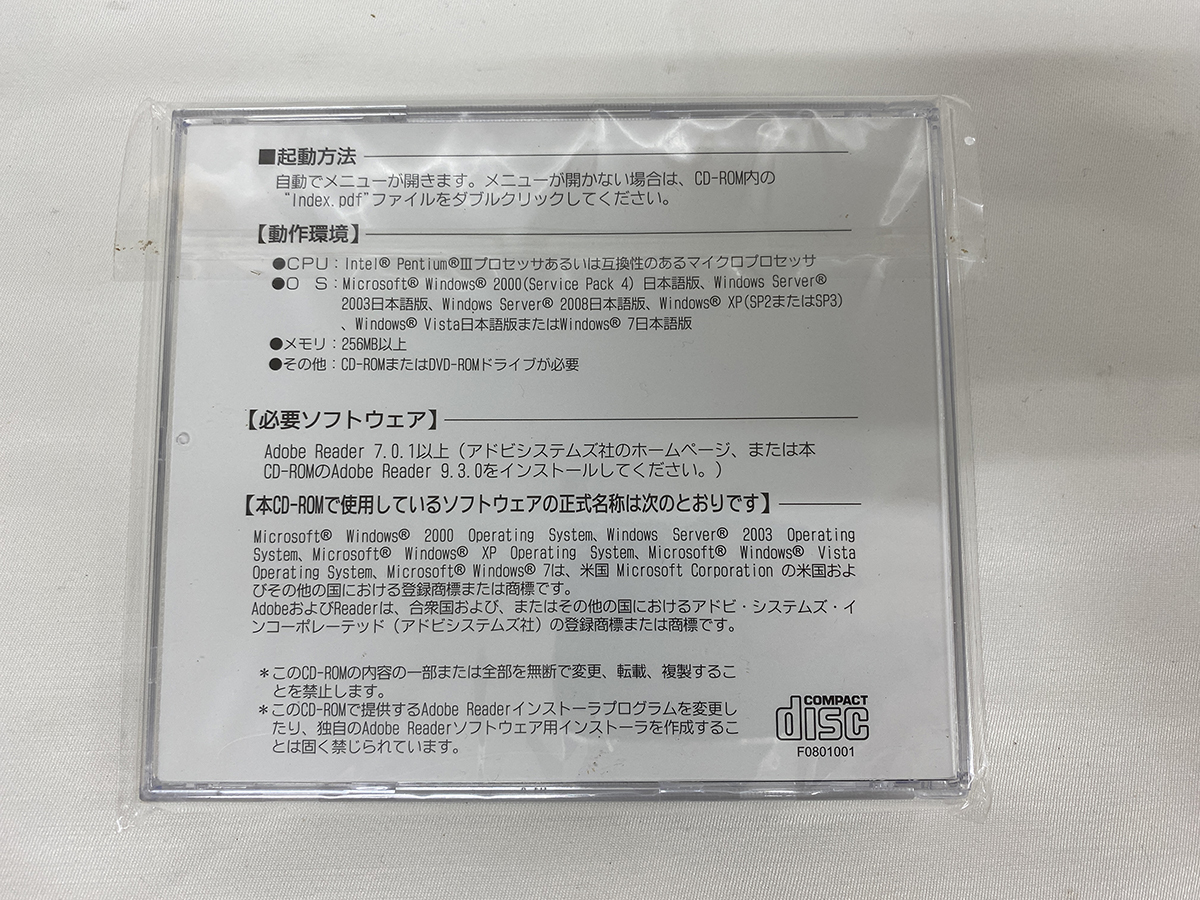 ■起動方法
自動でメニューが開きます。メニューが開かない場合は、CD-ROM内の
"Index.pdf"ファイルをダブルクリックしてください。
【動作環境】
●CPU：Intel® Pentium®Ⅲプロセッサあるいは互換性のあるマイクロプロセッサ
●O S：Microsoft® Windows® 2000(Service Pack 4) 日本語版、Windows Server®
2003日本語版、Windows Server® 2008日本語版、Windows® XP(SP2またはSP3)
、Windows® Vista日本語版またはWindows® 7日本語版
●メモリ：256MB以上
●その他：CD-ROMまたはDVD-ROMドライブが必要
【必要ソフトウェア】
Adobe Reader 7.0.1以上（アドビシステムズ社のホームページ、または本
CD-ROMのAdobe Reader 9.3.0をインストールしてください。）
【本CD-ROMで使用しているソフトウェアの正式名称は次のとおりです】
Microsoft® Windows® 2000 Operating System、Windows Server® 2003 Operating
System、Microsoft® Windows® XP Operating System、Microsoft® Windows® Vista
Operating System、Microsoft® Windows® 7は、米国 Microsoft Corporation の米国およ
びその他の国における登録商標または商標です。
AdobeおよびReaderは、合衆国および、またはその他の国におけるアドビ・システムズ・イ
ンコーポレーテッド（アドビシステムズ社）の登録商標または商標です。
＊このCD-ROMの内容の一部または全部を無断で変更、転載、複製するこ
とを禁止します。
＊このCD-ROMで提供するAdobe Readerインストーラプログラムを変更し
たり、独自のAdobe Readerソフトウェア用インストーラを作成するこ
とは固く禁じられています。
COMPACT
disc
F0801001